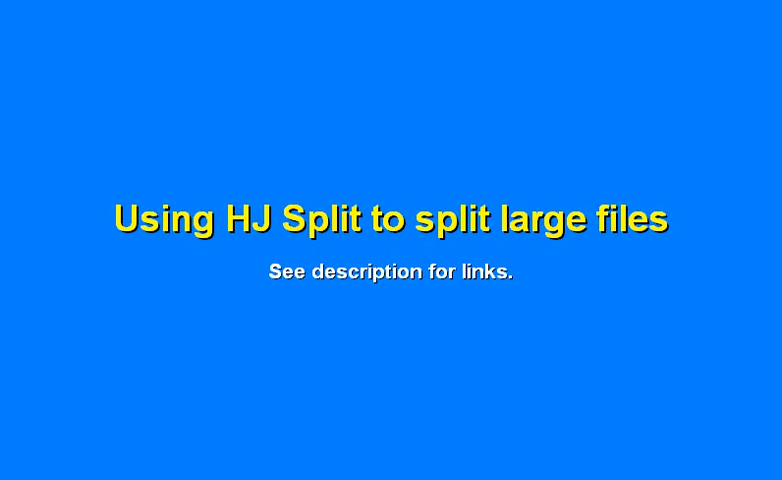 Using HJ Split to split large files
See description for links.